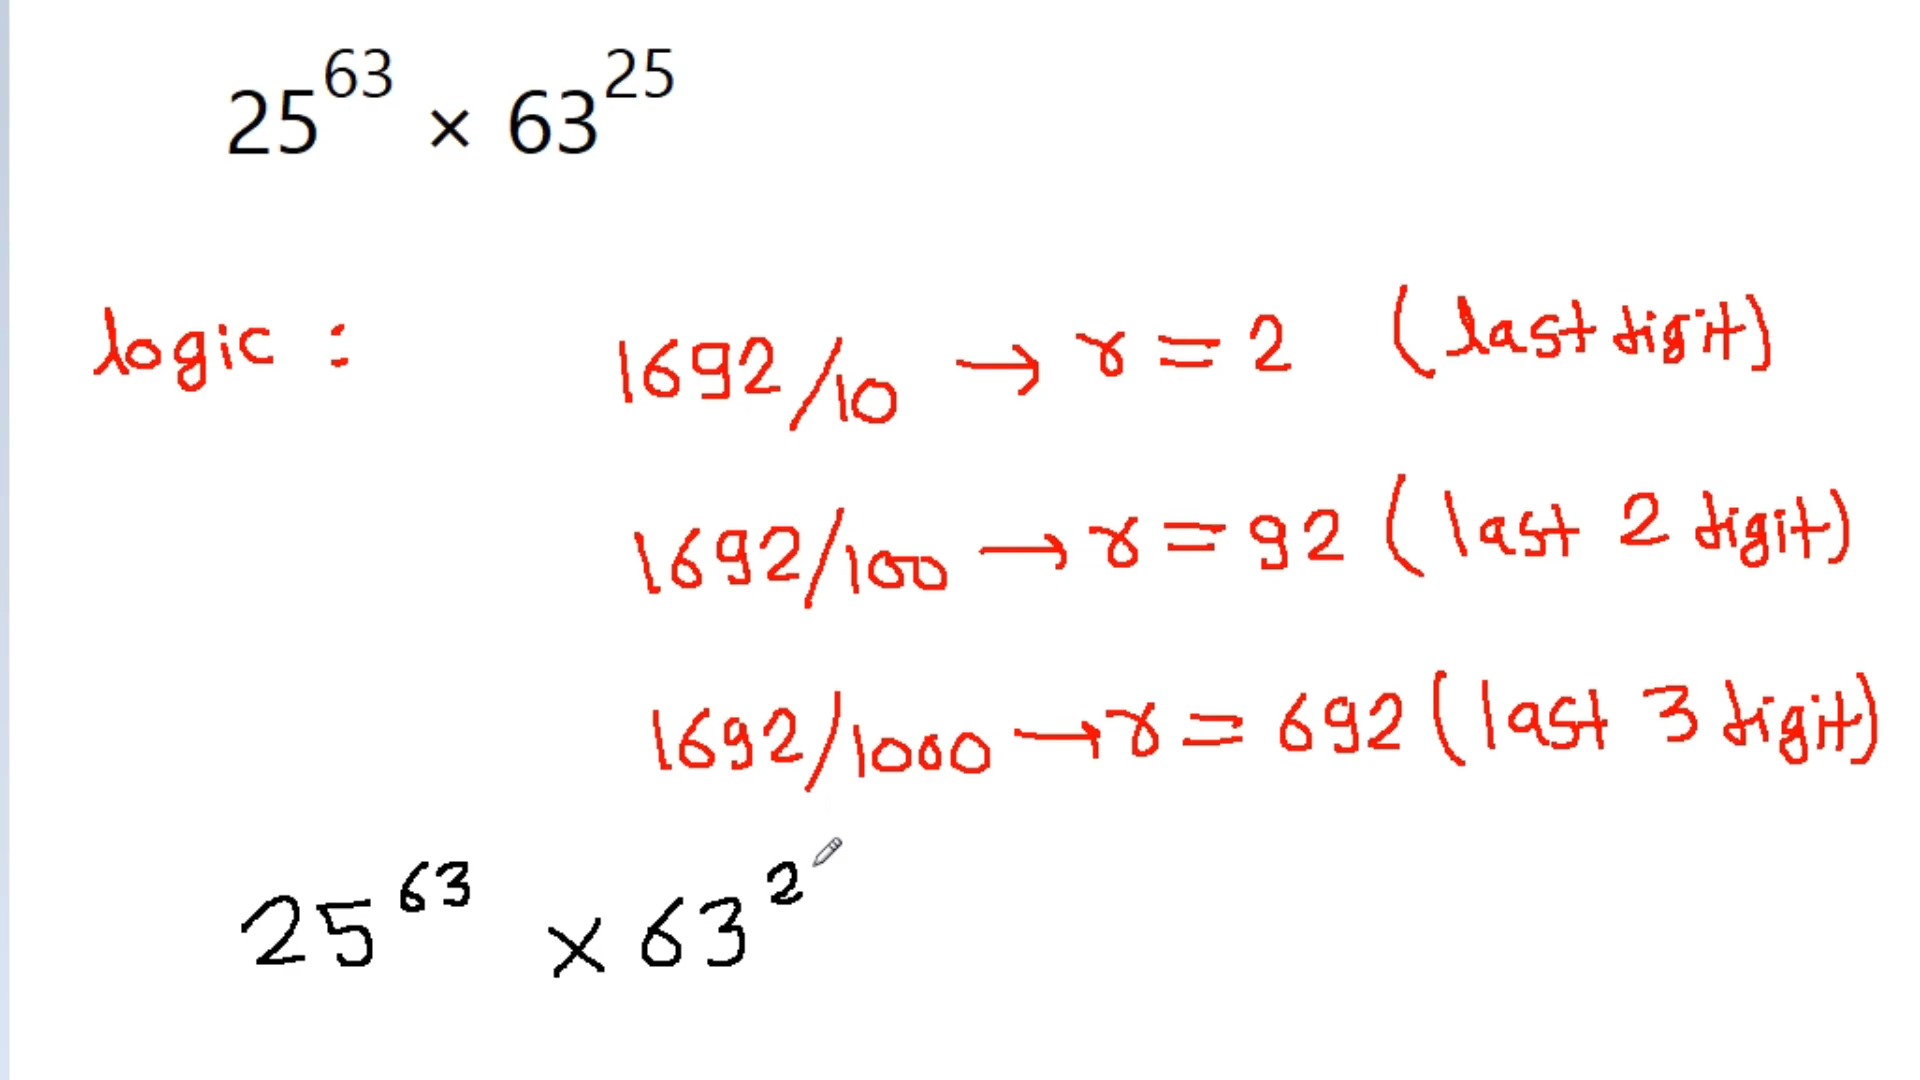 25^63 × 63^25
logic : 1692/10 → r = 2 (last digit)
1692/100 → r = 92 (last 2 digit)
1692/1000 → r = 692 (last 3 digit)
25^63 × 63^2